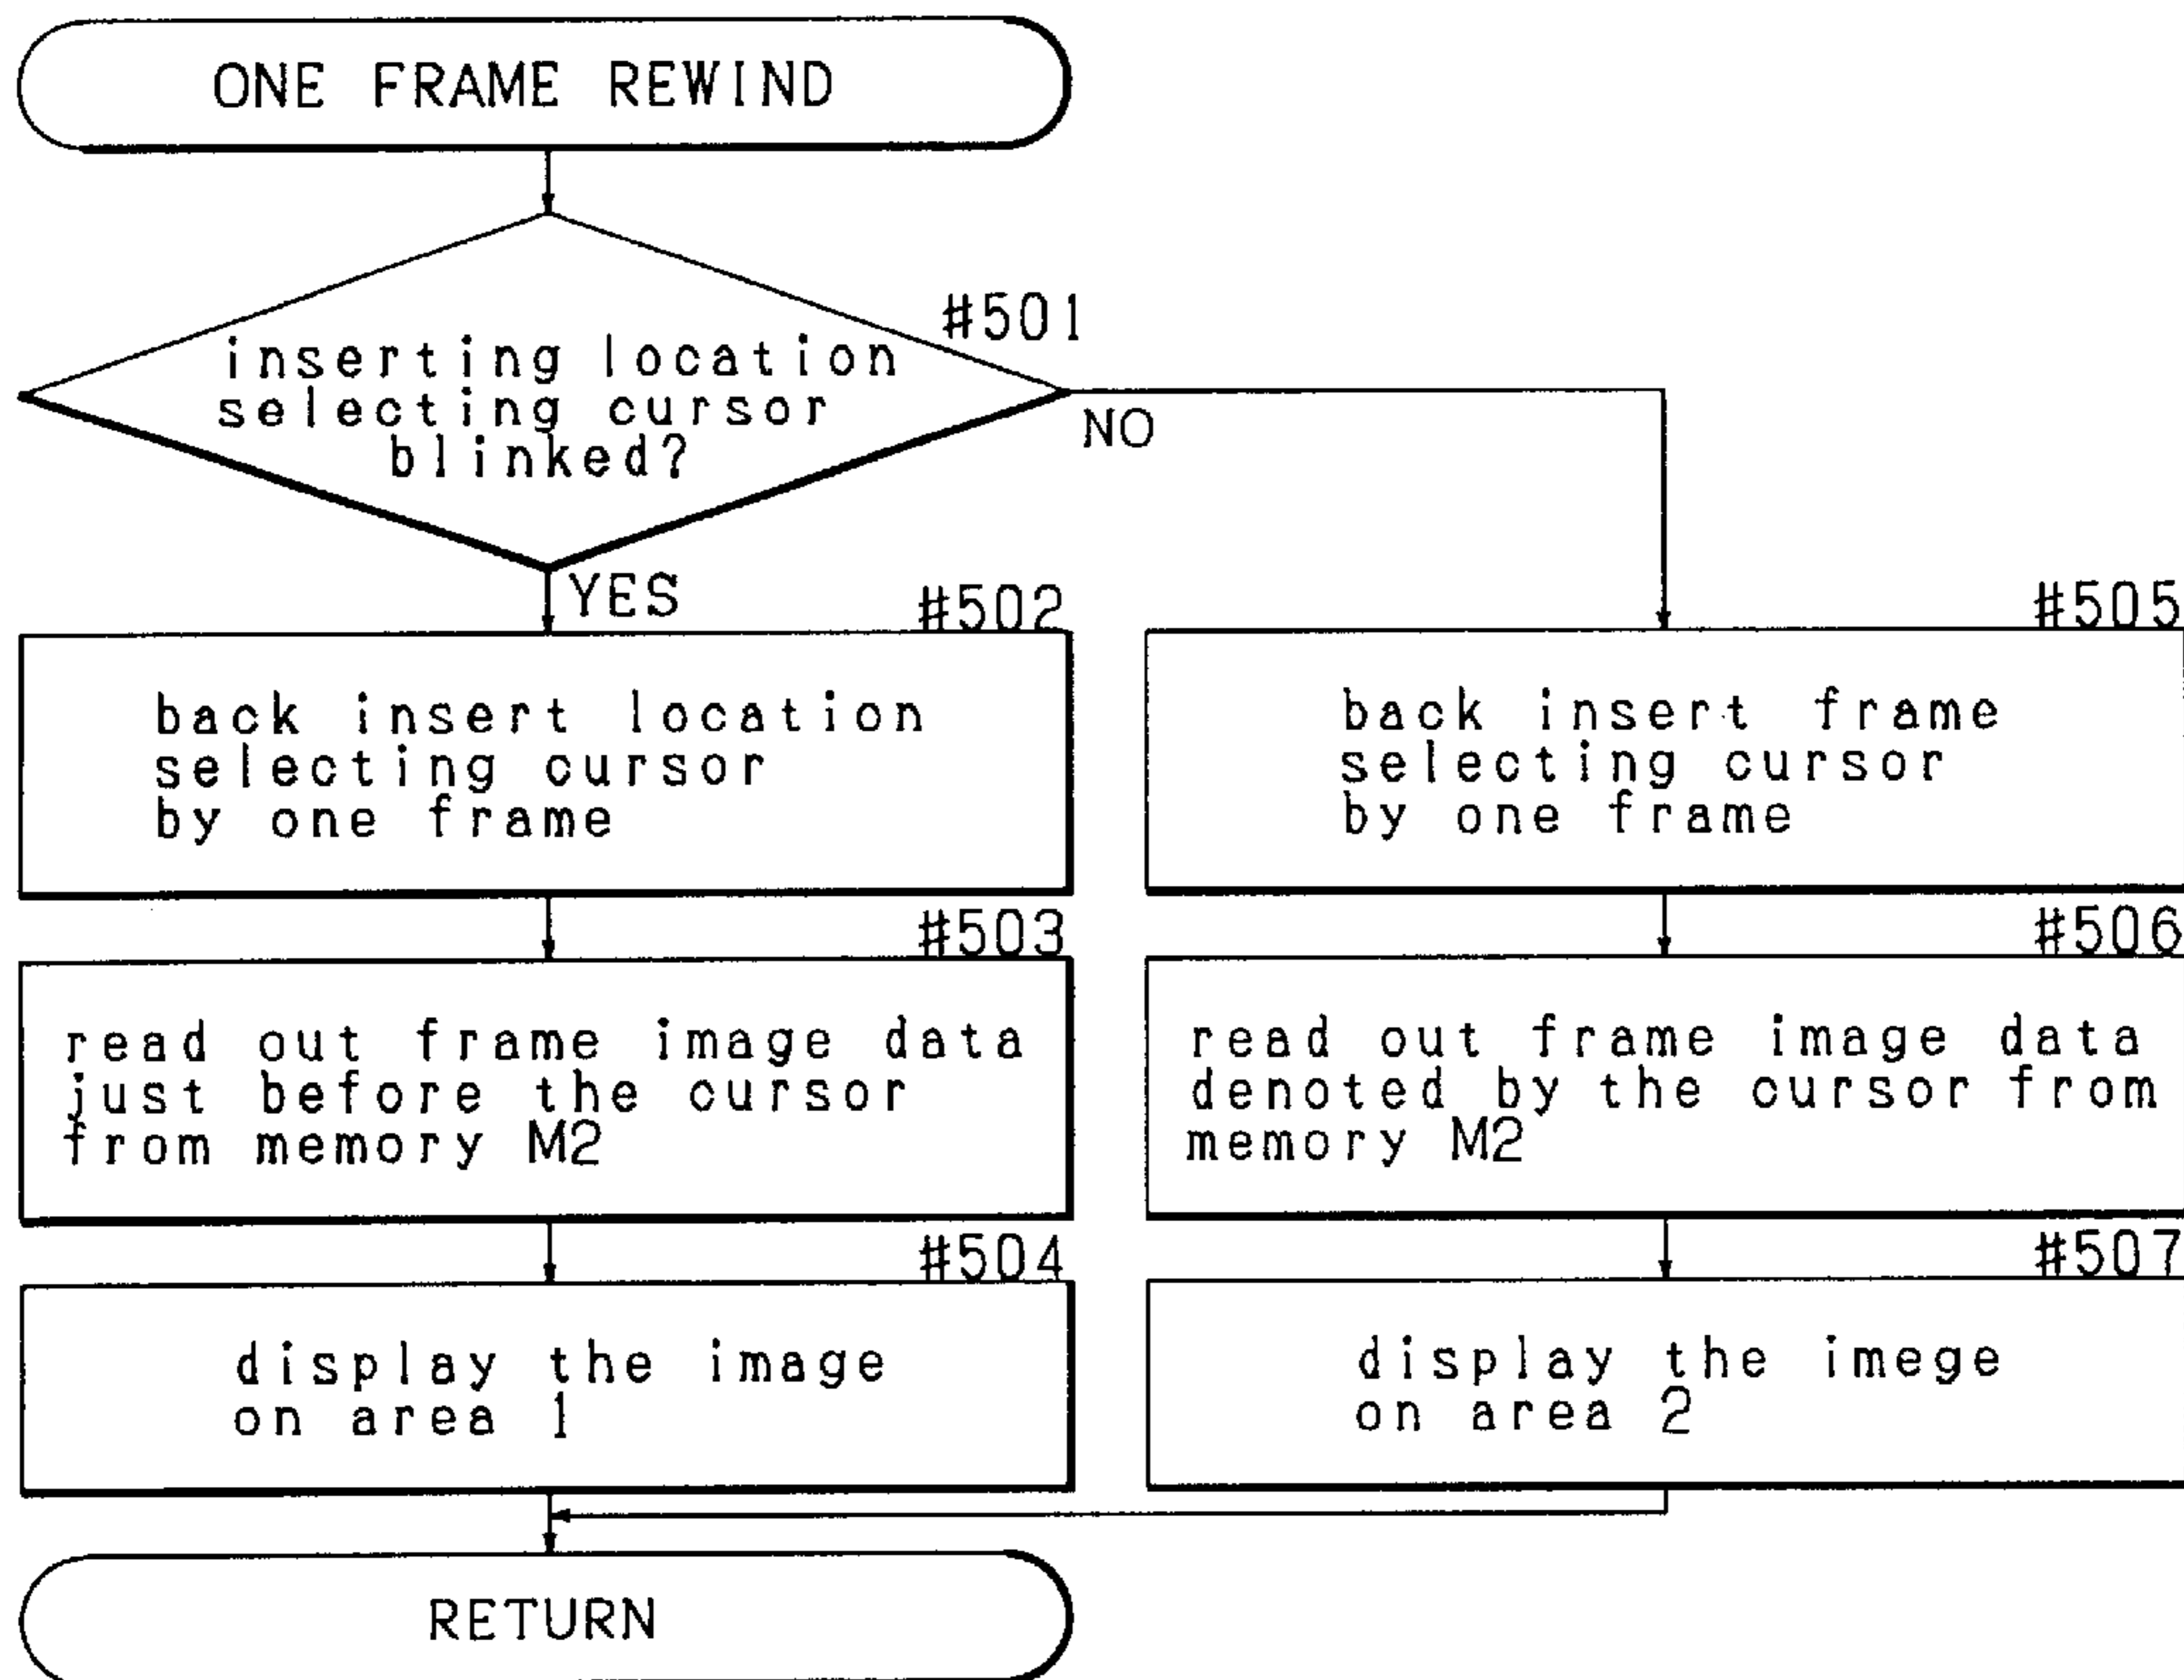 ONE FRAME REWIND
#501
inserting location
selecting cursor
blinked?
NO
YES
#502
back insert location
selecting cursor
by one frame
#503
read out frame image data
just before the cursor
from memory M2
#504
display the image
on area 1
#505
back insert frame
selecting cursor
by one frame
#506
read out frame image data
denoted by the cursor from
memory M2
#507
display the imege
on area 2
RETURN